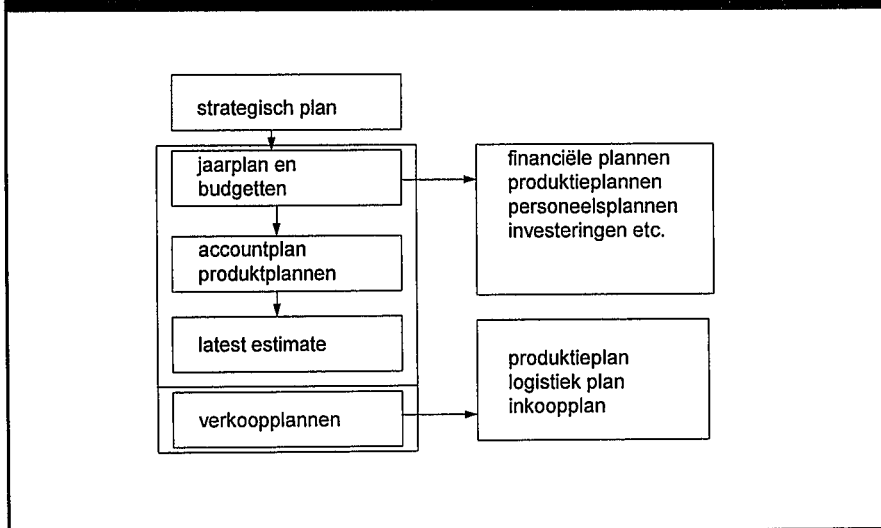 strategisch plan
jaarplan en
budgetten
financiële plannen
produktieplannen
personeelsplannen
investeringen etc.
accountplan
produktplannen
latest estimate
verkoopplannen
produktieplan
logistiek plan
inkoopplan